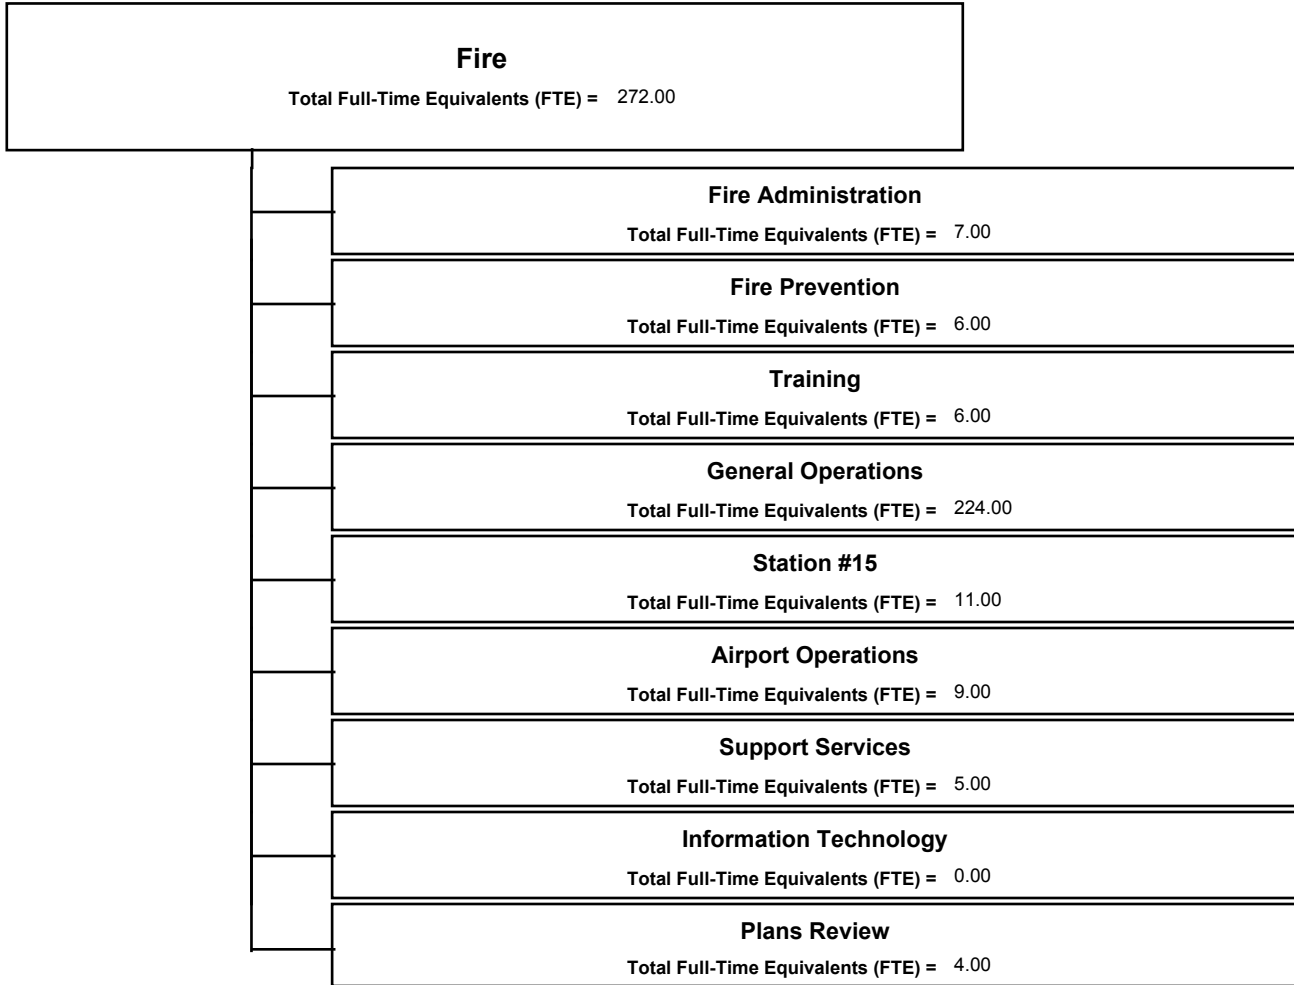 Fire
Total Full-Time Equivalents (FTE) = 272.00
Fire Administration
Total Full-Time Equivalents (FTE) = 7.00
Fire Prevention
Total Full-Time Equivalents (FTE) = 6.00
Training
Total Full-Time Equivalents (FTE) = 6.00
General Operations
Total Full-Time Equivalents (FTE) = 224.00
Station #15
Total Full-Time Equivalents (FTE) = 11.00
Airport Operations
Total Full-Time Equivalents (FTE) = 9.00
Support Services
Total Full-Time Equivalents (FTE) = 5.00
Information Technology
Total Full-Time Equivalents (FTE) = 0.00
Plans Review
Total Full-Time Equivalents (FTE) = 4.00